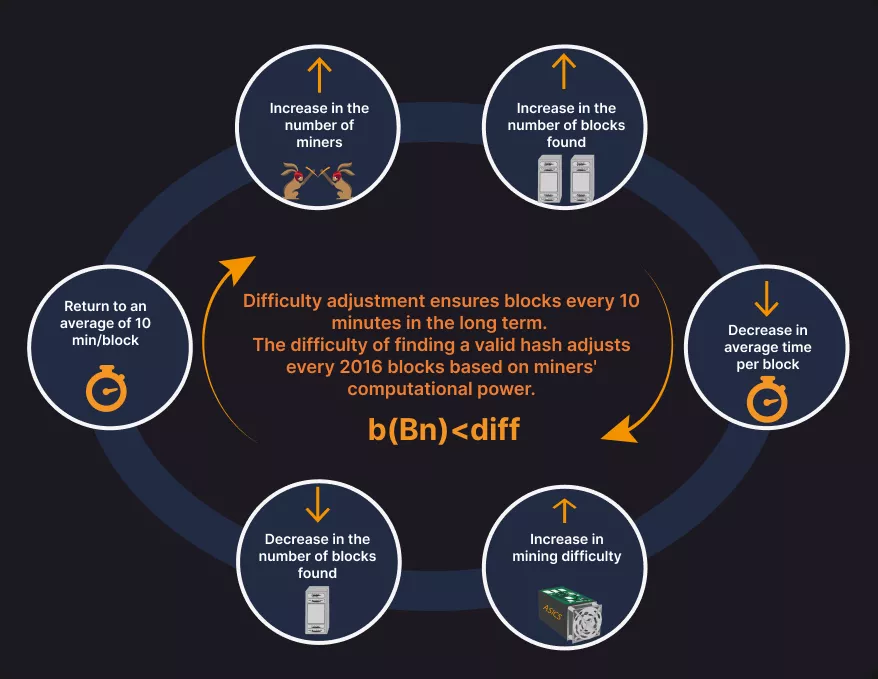 Increase in the
number of
miners
Increase in the
number of blocks
found
Decrease in
average time
per block
Increase in
mining difficulty
ASICS
Decrease in the
number of blocks
found
Return to an
average of 10
min/block
Difficulty adjustment ensures blocks every 10
minutes in the long term.
The difficulty of finding a valid hash adjusts
every 2016 blocks based on miners'
computational power.
b(Bn)<diff